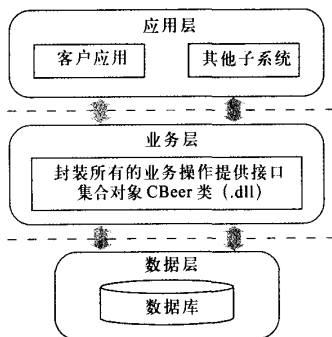 应用层
客户应用
其他子系统
业务层
封装所有的业务操作提供接口
集合对象 CBeer 类 (.dll)
数据层
数据库